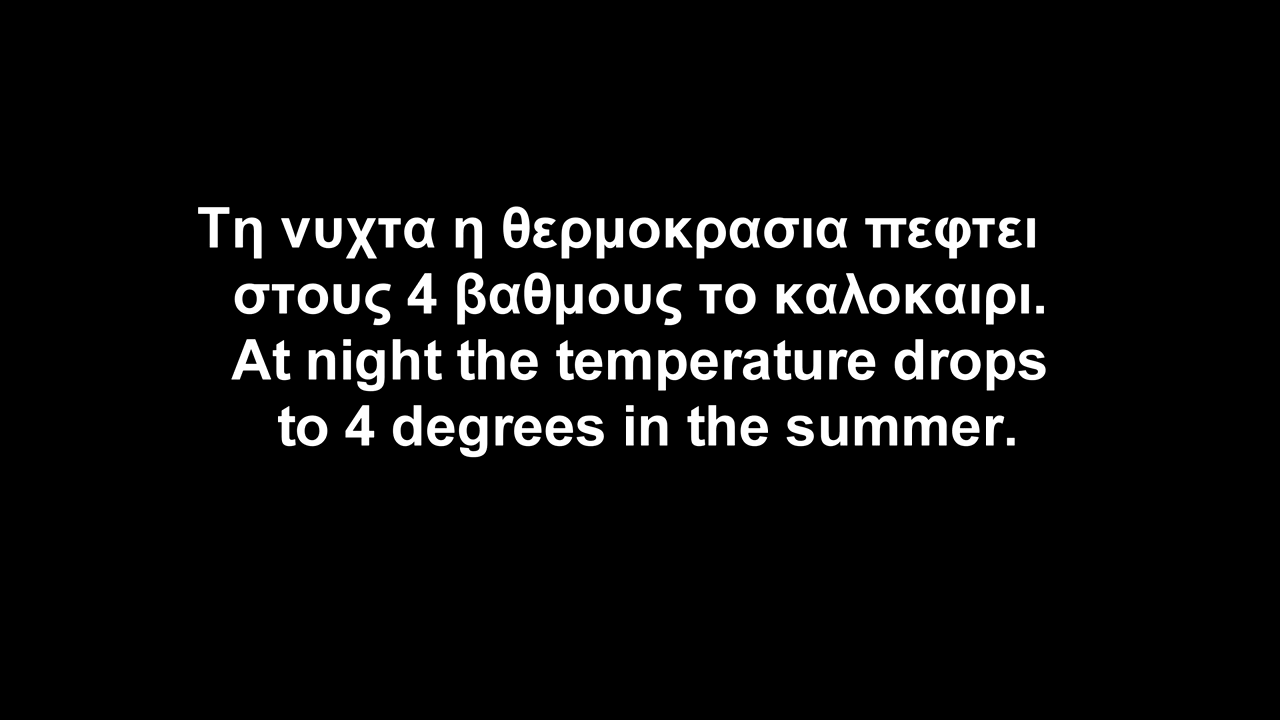 Τη νυχτα η θερμοκρασια πεφτει
στους 4 βαθμους το καλοκαιρι.
At night the temperature drops
to 4 degrees in the summer.